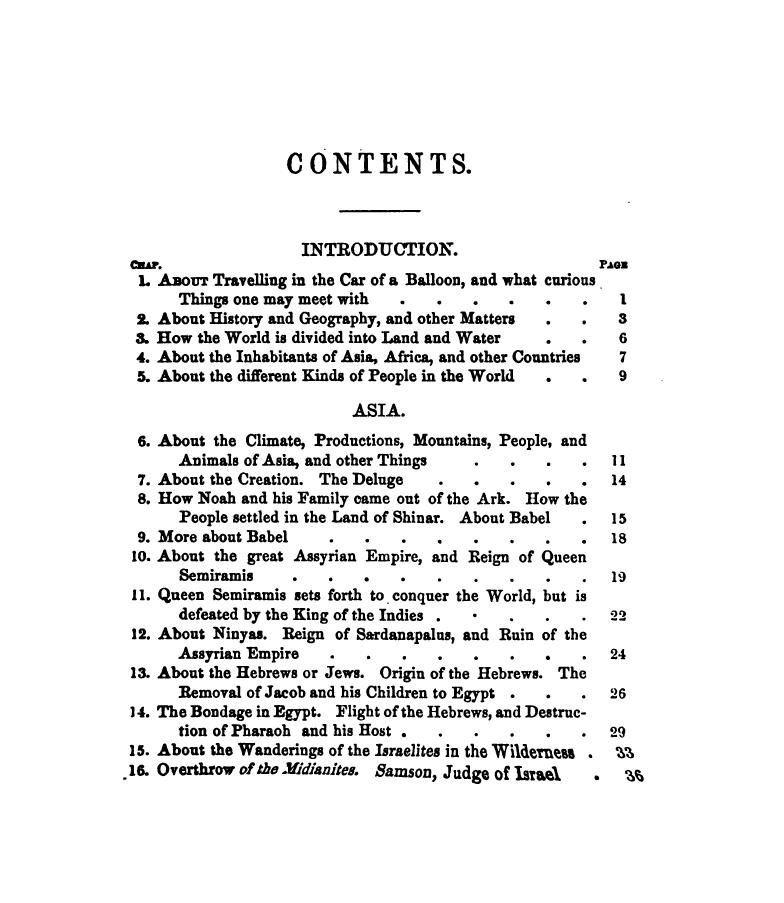 CONTENTS.
INTRODUCTION.
CHAP. PAGE
1. ABOUT Travelling in the Car of a Balloon, and what curious
Things one may meet with . . . . . . 1
2. About History and Geography, and other Matters . . 3
3. How the World is divided into Land and Water . . 6
4. About the Inhabitants of Asia, Africa, and other Countries 7
5. About the different Kinds of People in the World . . 9
ASIA.
6. About the Climate, Productions, Mountains, People, and
Animals of Asia, and other Things . . . . 11
7. About the Creation. The Deluge . . . . . 14
8. How Noah and his Family came out of the Ark. How the
People settled in the Land of Shinar. About Babel . 15
9. More about Babel . . . . . . . . 18
10. About the great Assyrian Empire, and Reign of Queen
Semiramis . . . . . . . . . 19
11. Queen Semiramis sets forth to conquer the World, but is
defeated by the King of the Indies . . . . . 22
12. About Ninyas. Reign of Sardanapalus, and Ruin of the
Assyrian Empire . . . . . . . . 24
13. About the Hebrews or Jews. Origin of the Hebrews. The
Removal of Jacob and his Children to Egypt . . . 26
14. The Bondage in Egypt. Flight of the Hebrews, and Destruc-
tion of Pharaoh and his Host . . . . . . 29
15. About the Wanderings of the Israelites in the Wilderness . 33
16. Overthrow of the Midianites. Samson, Judge of Israel . 36